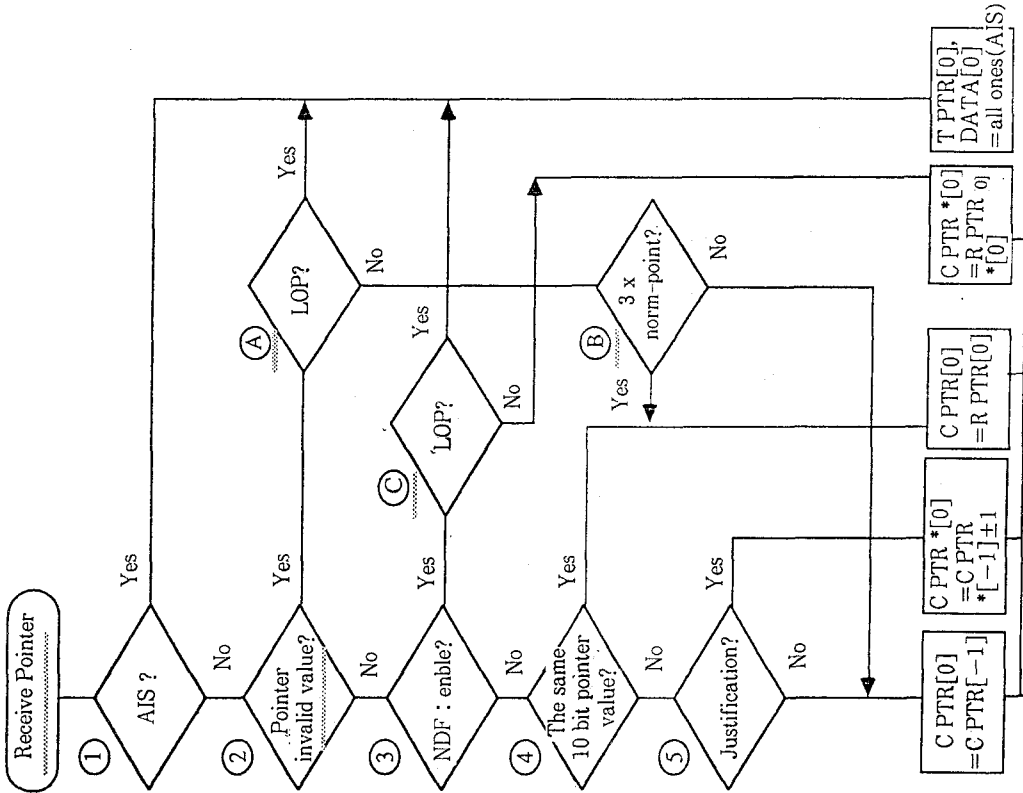 Receive Pointer
1
AIS ?
Yes
No
2
Pointer
invalid value?
Yes
No
A
LOP?
Yes
No
3
NDF : enble?
Yes
No
C
LOP?
Yes
No
B
3 x
norm-point?
Yes
No
4
The same
10 bit pointer
value?
Yes
No
5
Justification?
Yes
No
C PTR[0]
=C PTR[-1]
C PTR *[0]
=C PTR
*[-1]±1
C PTR[0]
=R PTR[0]
C PTR *[0]
=R PTR 0]
*[0]
T PTR[0],
DATA[0]
=all ones(AIS)